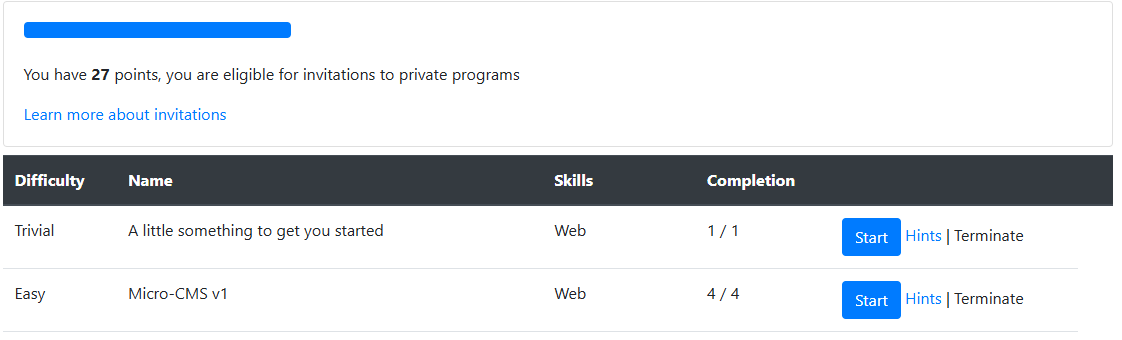 You have 27 points, you are eligible for invitations to private programs
Learn more about invitations
Difficulty Name Skills Completion
Trivial A little something to get you started Web 1 / 1 Start Hints | Terminate
Easy Micro-CMS v1 Web 4 / 4 Start Hints | Terminate